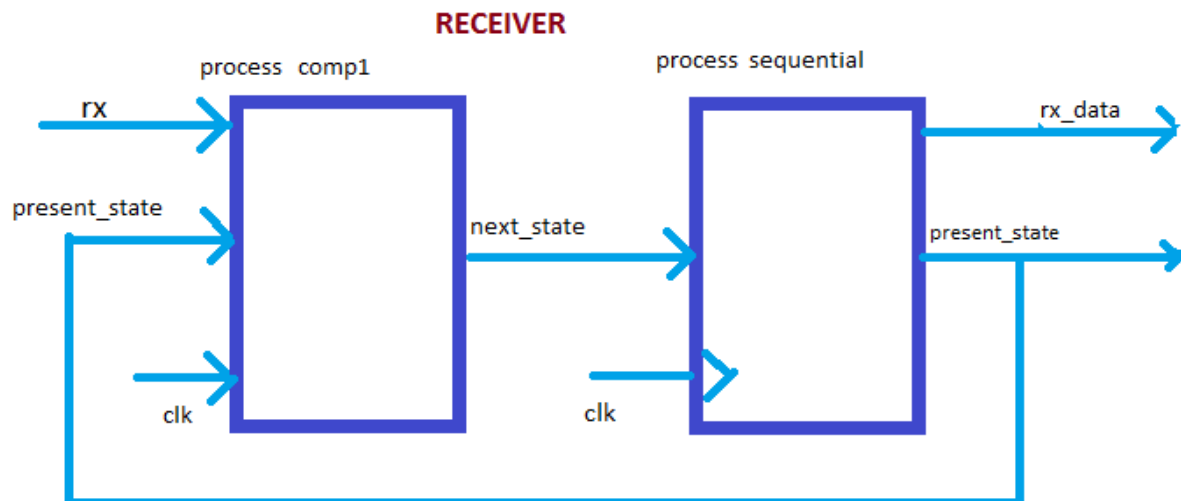 RECEIVER
process comp1
process sequential
rx
rx_data
present_state
next_state
present_state
clk
clk